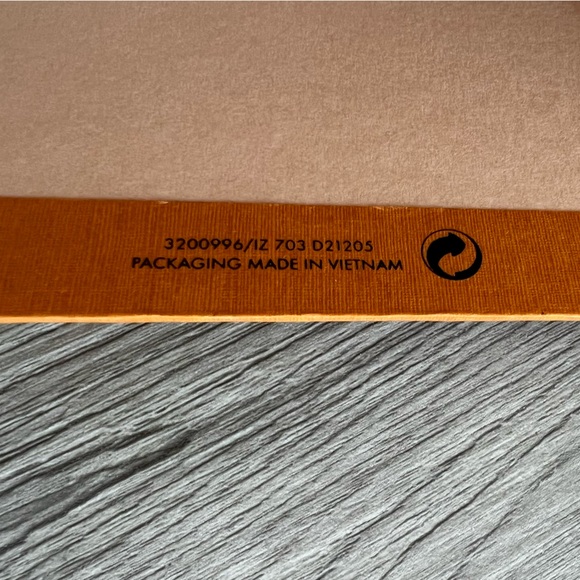 3200996/IZ 703 D21205
PACKAGING MADE IN VIETNAM